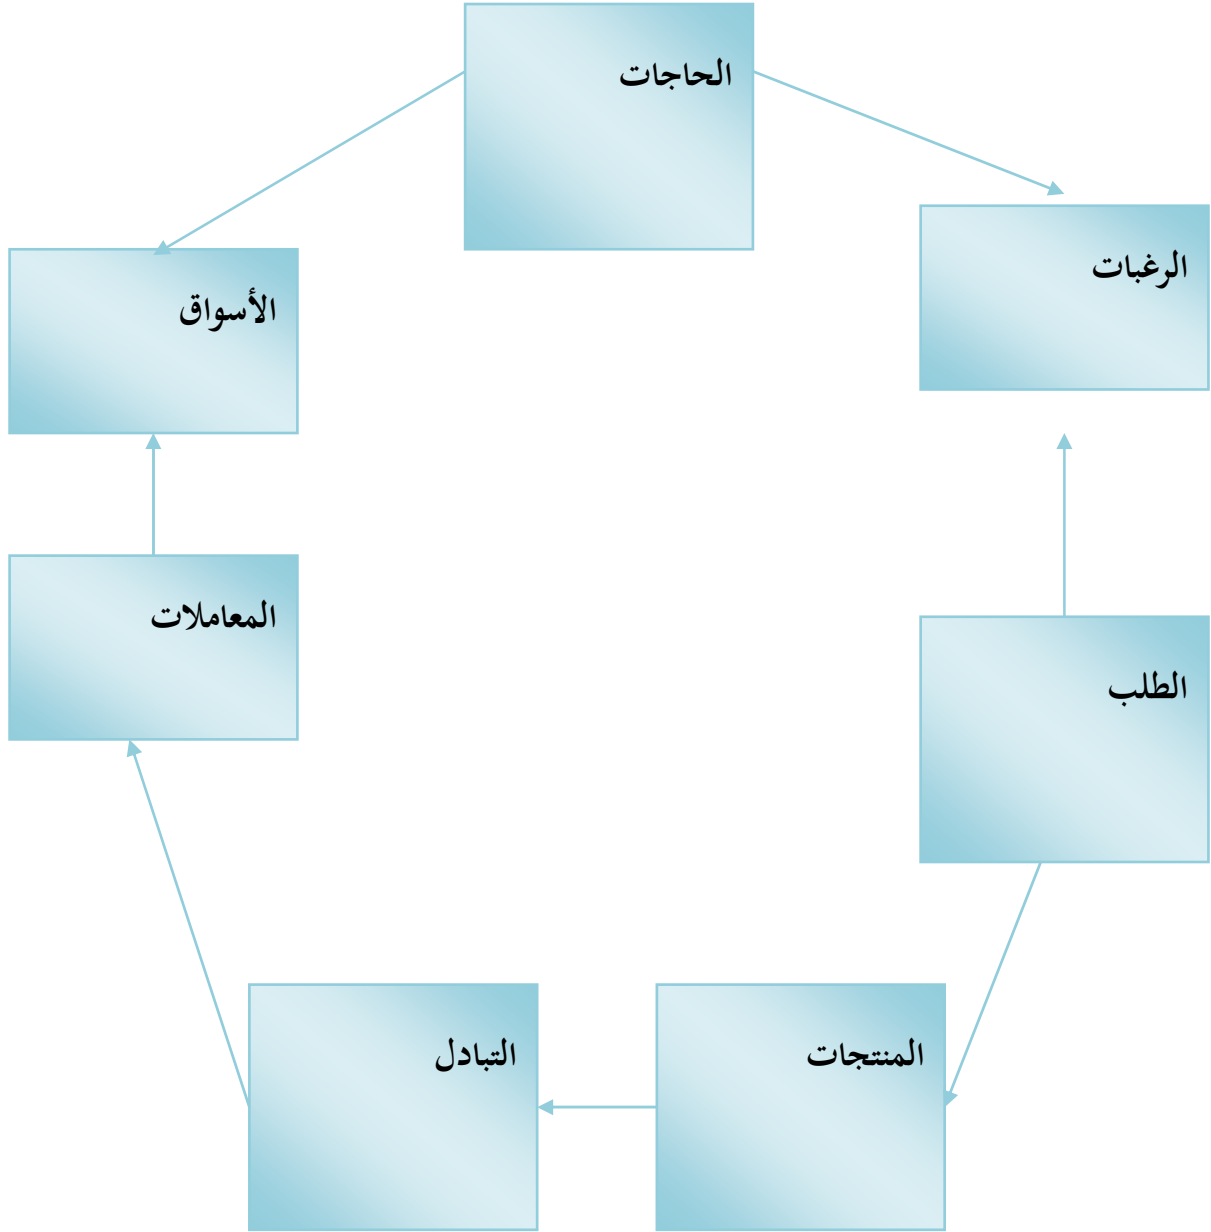 الحاجات
الرغبات
الأسواق
المعاملات
الطلب
المنتجات
التبادل